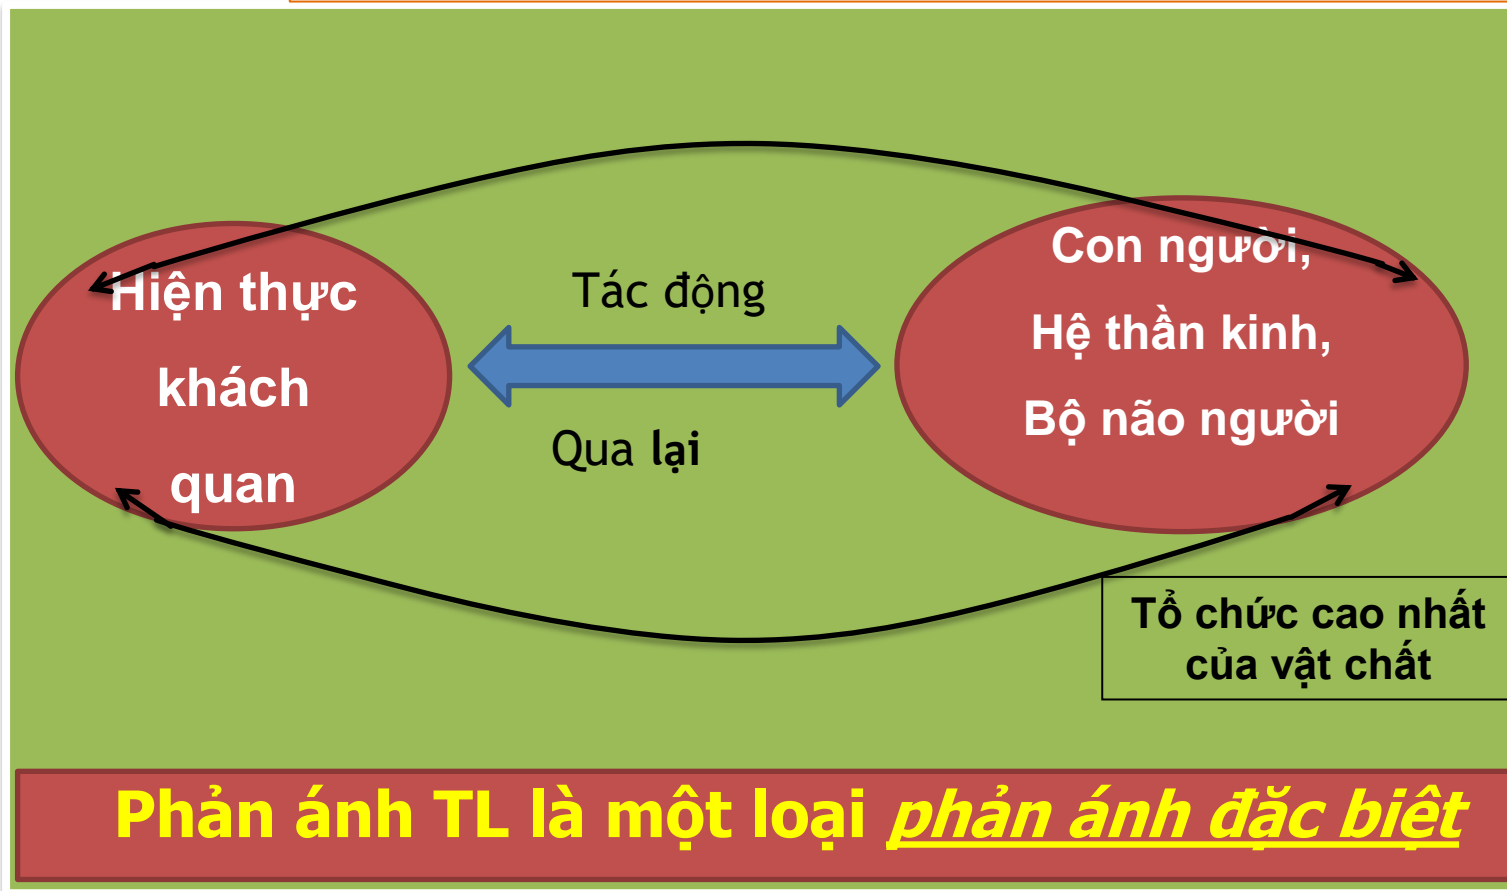 Hiện thực
khách
quan
Tác động
Qua lại
Con người,
Hệ thần kinh,
Bộ não người
Tổ chức cao nhất
của vật chất
Phản ánh TL là một loại phản ánh đặc biệt